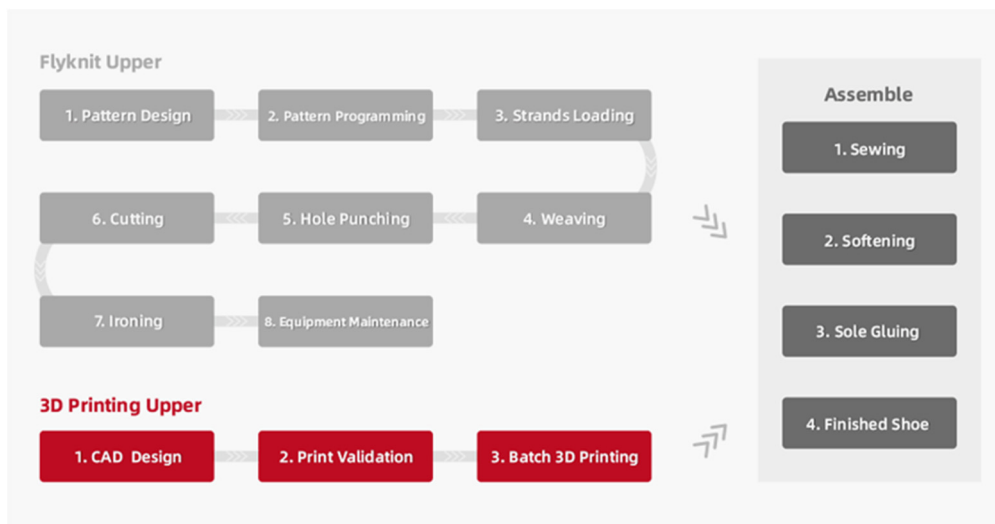 Flyknit Upper
1. Pattern Design
2. Pattern Programming
3. Strands Loading
6. Cutting
5. Hole Punching
4. Weaving
7. Ironing
8. Equipment Maintenance
3D Printing Upper
1. CAD Design
2. Print Validation
3. Batch 3D Printing
Assemble
1. Sewing
2. Softening
3. Sole Gluing
4. Finished Shoe